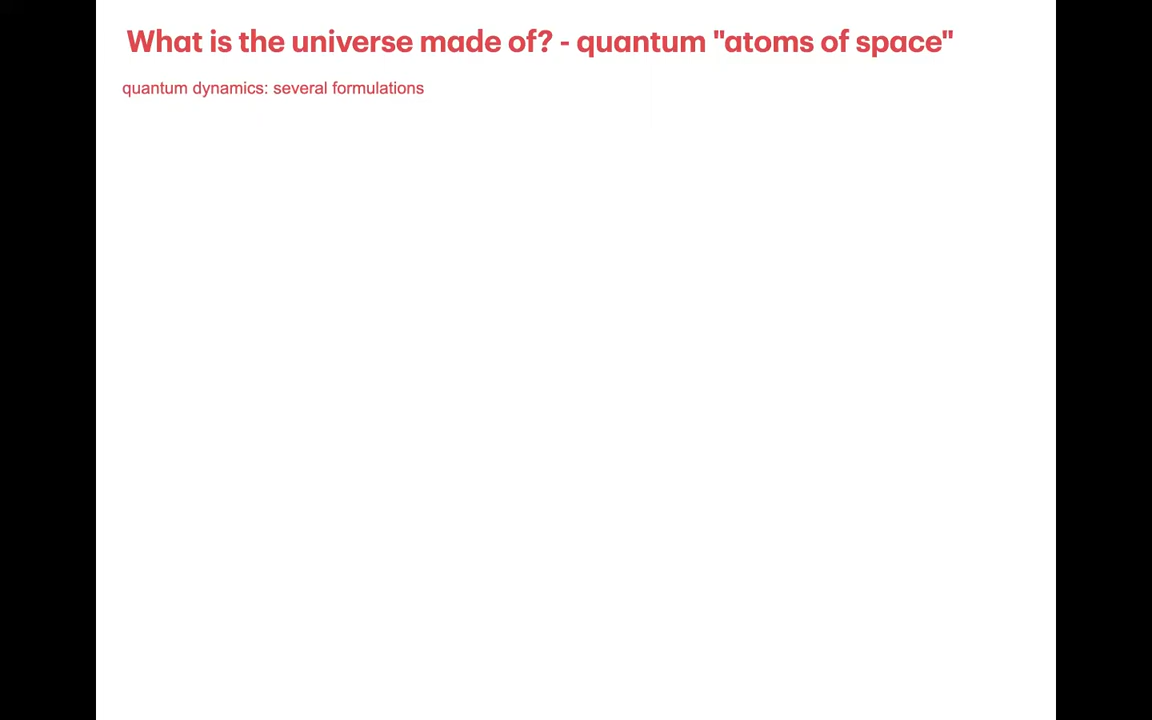 What is the universe made of? - quantum "atoms of space"
quantum dynamics: several formulations